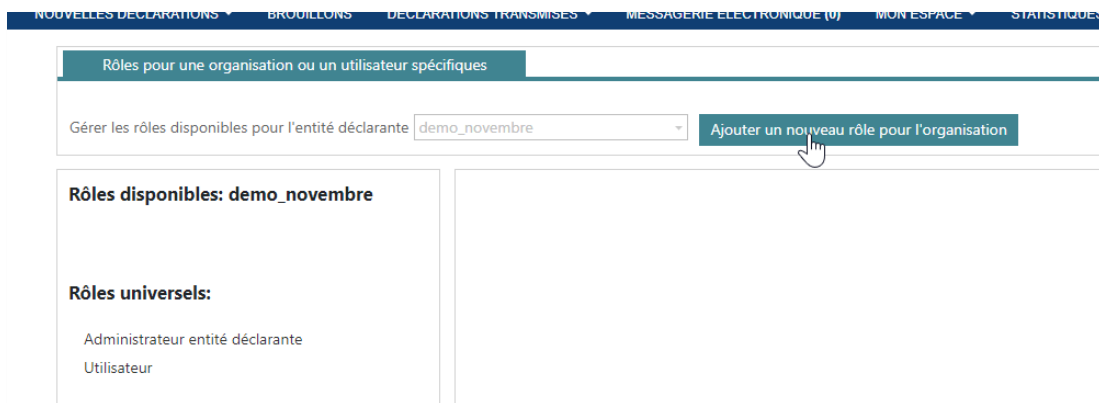 NOUVELLES DÉCLARATIONS BROUILLONS DÉCLARATIONS TRANSMISES MESSAGERIE ÉLECTRONIQUE (0) MON ESPACE STATISTIQUES
Rôles pour une organisation ou un utilisateur spécifiques
Gérer les rôles disponibles pour l'entité déclarante demo_novembre Ajouter un nouveau rôle pour l'organisation
Rôles disponibles: demo_novembre
Rôles universels:
Administrateur entité déclarante
Utilisateur